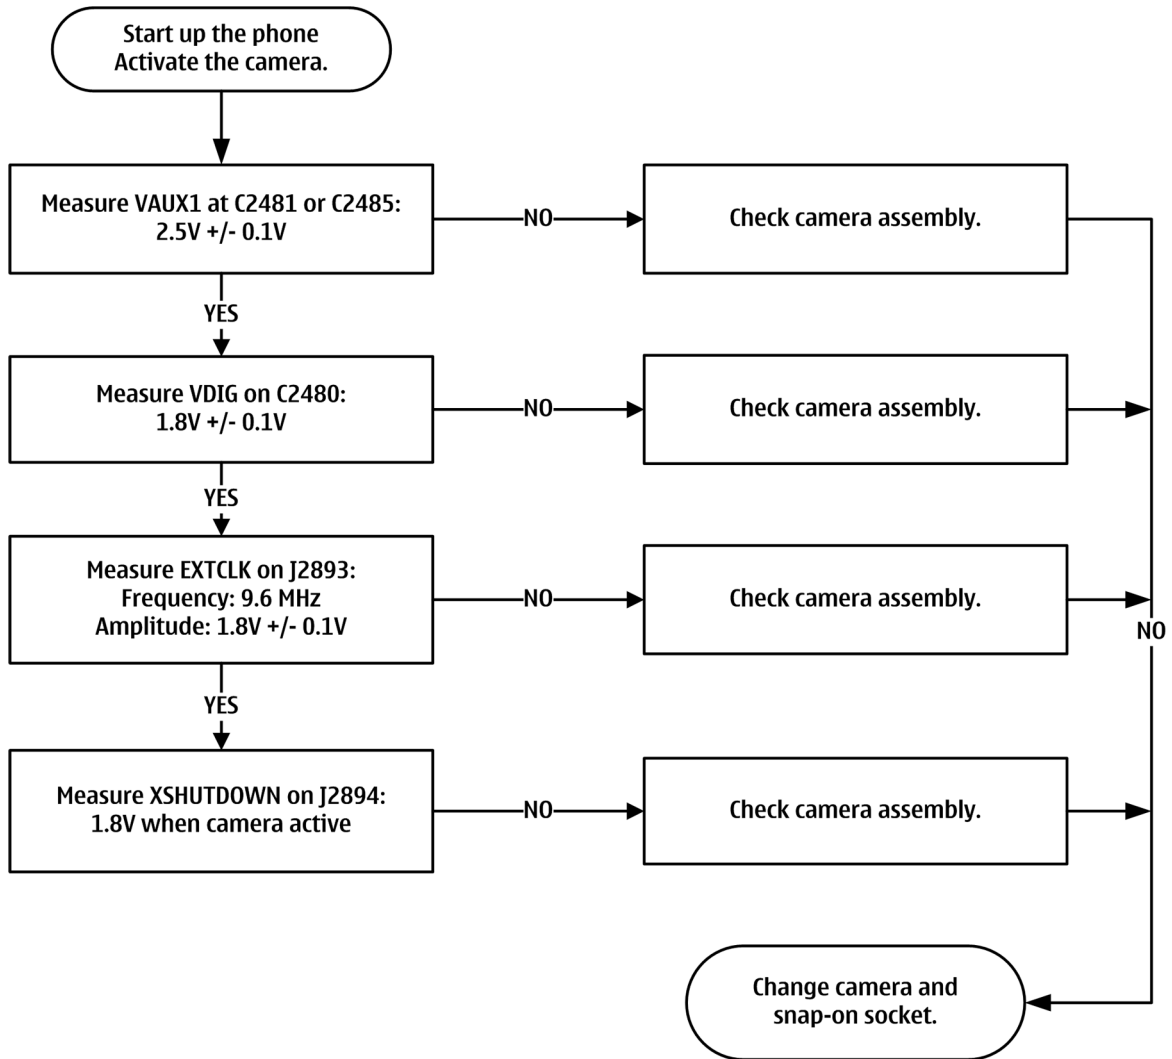 Start up the phone
Activate the camera.
Measure VAUX1 at C2481 or C2485:
2.5V +/- 0.1V
NO
Check camera assembly.
YES
Measure VDIG on C2480:
1.8V +/- 0.1V
NO
Check camera assembly.
YES
Measure EXTCLK on J2893:
Frequency: 9.6 MHz
Amplitude: 1.8V +/- 0.1V
NO
Check camera assembly.
NO
YES
Measure XSHUTDOWN on J2894:
1.8V when camera active
NO
Check camera assembly.
Change camera and
snap-on socket.